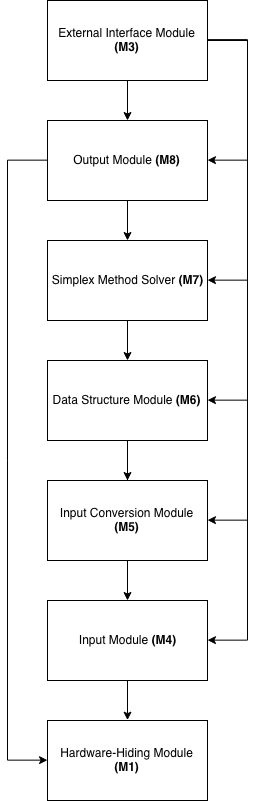 External Interface Module
(M3)
Output Module (M8)
Simplex Method Solver (M7)
Data Structure Module (M6)
Input Conversion Module
(M5)
Input Module (M4)
Hardware-Hiding Module
(M1)